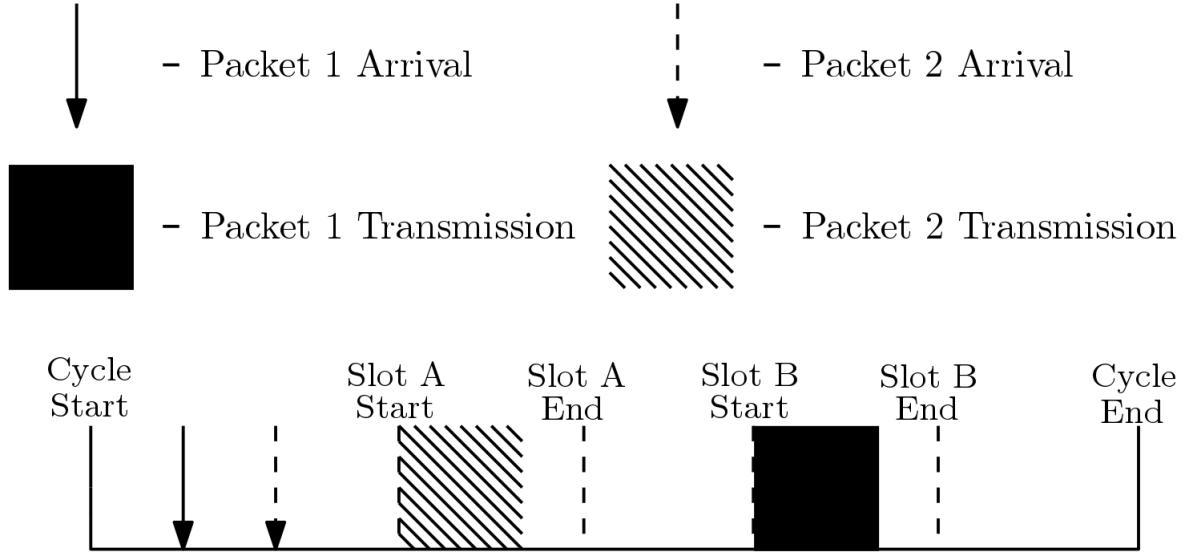 – Packet 1 Arrival
– Packet 2 Arrival
– Packet 1 Transmission
– Packet 2 Transmission
Cycle
Start
Slot A
Start
Slot A
End
Slot B
Start
Slot B
End
Cycle
End